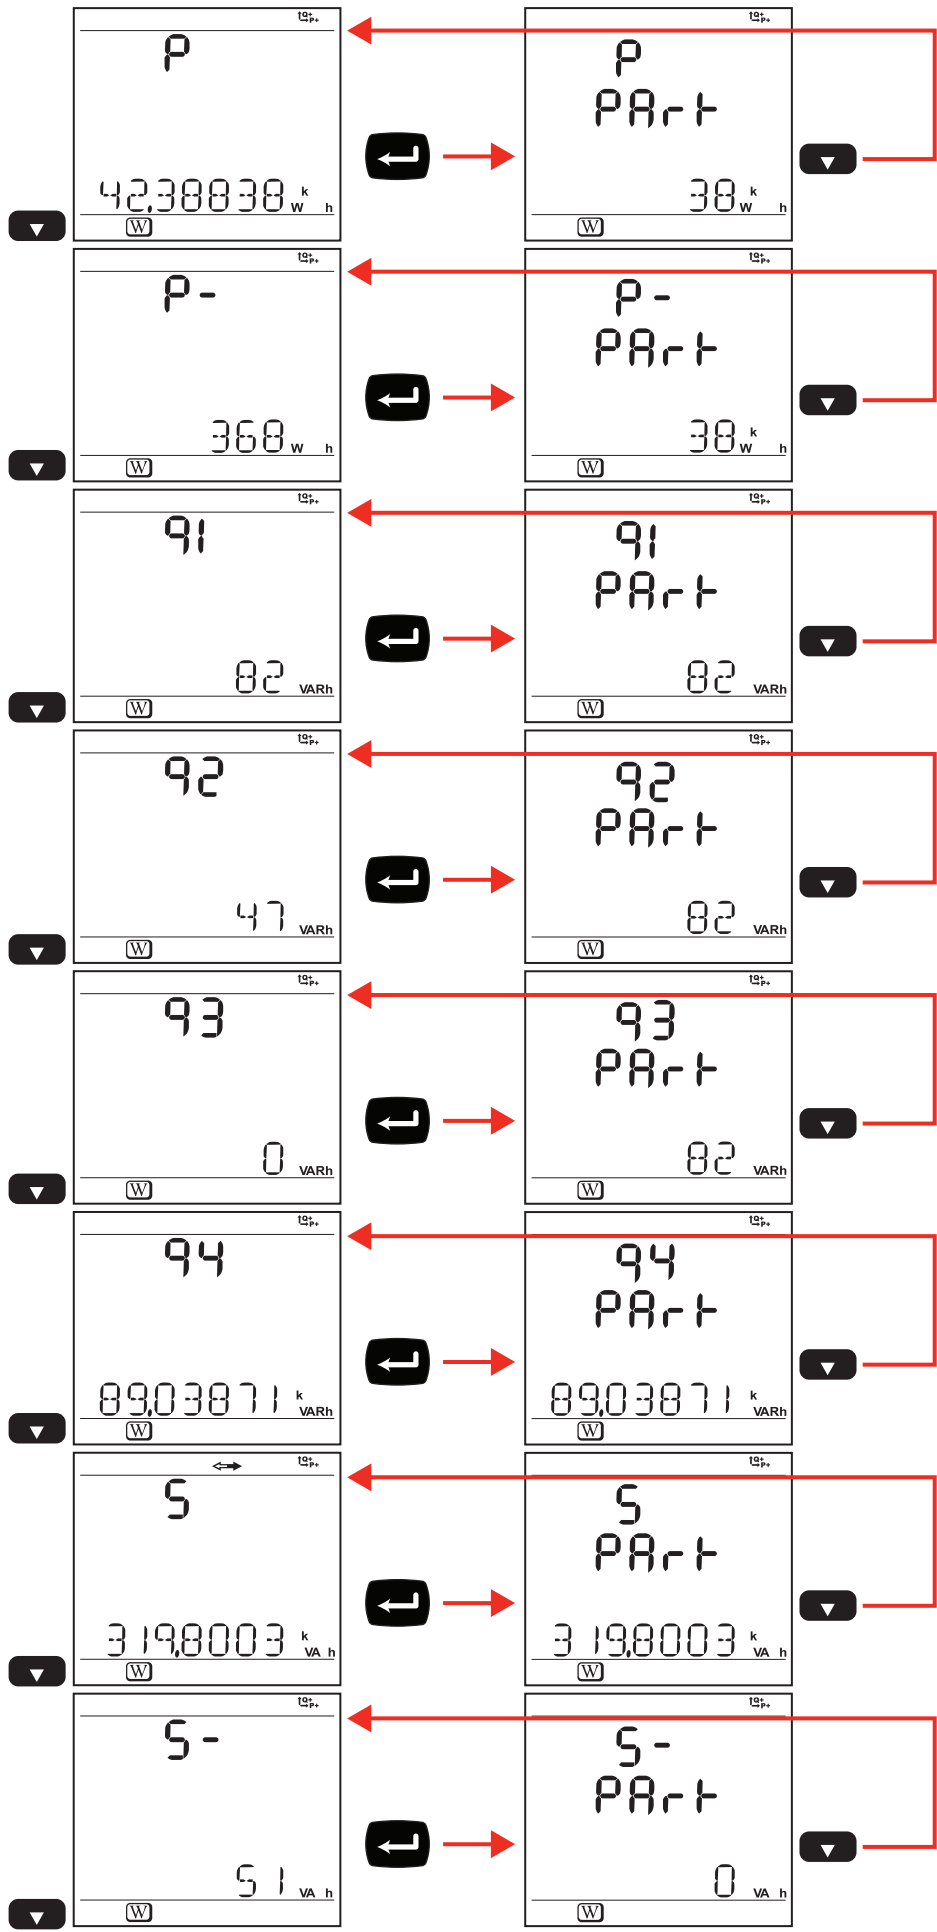 P
42,38838 k
W h
W
P
PArt
38 k
W h
W
P-
368 W h
W
P-
PArt
38 k
W h
W
q1
82 VARh
W
q1
PArt
82 VARh
W
q2
47 VARh
W
q2
PArt
82 VARh
W
q3
0 VARh
W
q3
PArt
82 VARh
W
q4
89,03871 k
VARh
W
q4
PArt
89,03871 k
VARh
W
S
319,8003 k
VA h
W
S
PArt
319,8003 k
VA h
W
S-
51 VA h
W
S-
PArt
0 VA h
W